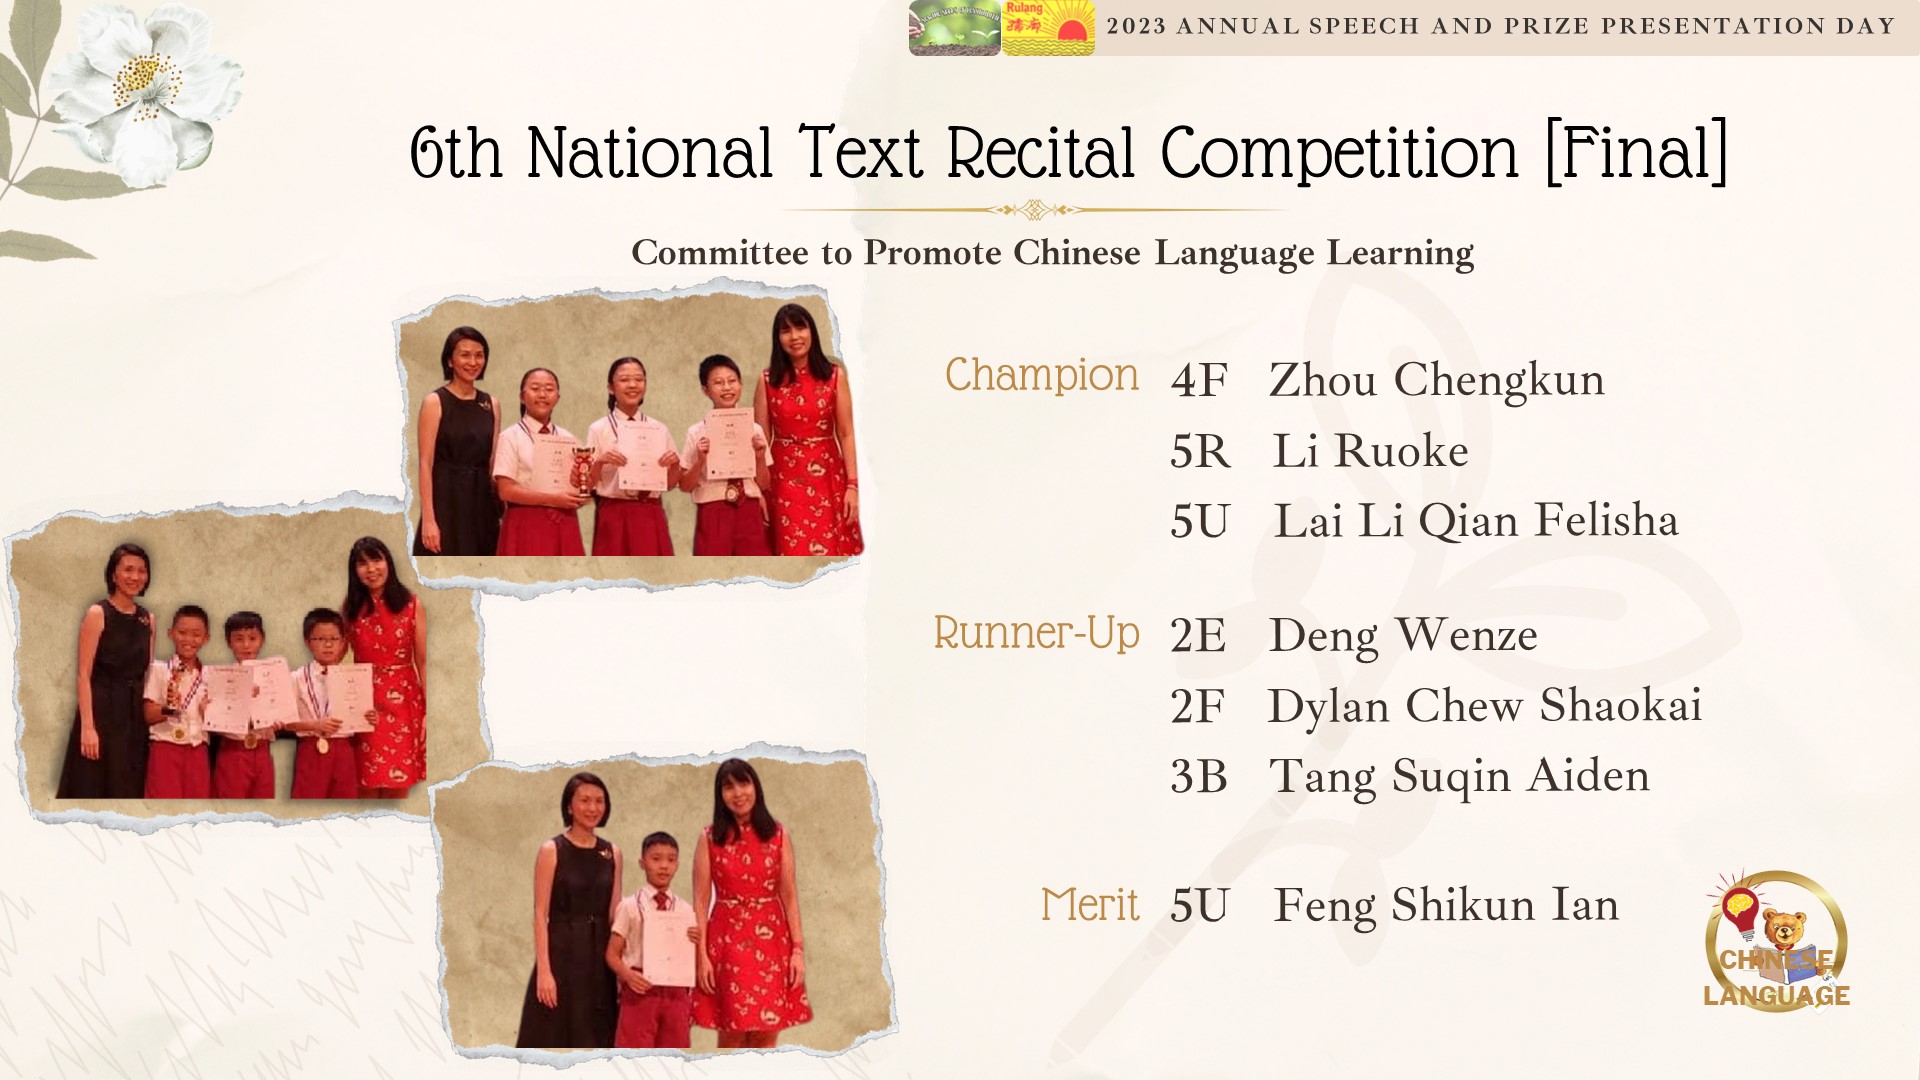 Rulang
2023 ANNUAL SPEECH AND PRIZE PRESENTATION DAY
6th National Text Recital Competition [Final]
Committee to Promote Chinese Language Learning
Champion 4F Zhou Chengkun
5R Li Ruoke
5U Lai Li Qian Felisha
Runner-Up 2E Deng Wenze
2F Dylan Chew Shaokai
3B Tang Suqin Aiden
Merit 5U Feng Shikun Ian
CHINESE
LANGUAGE